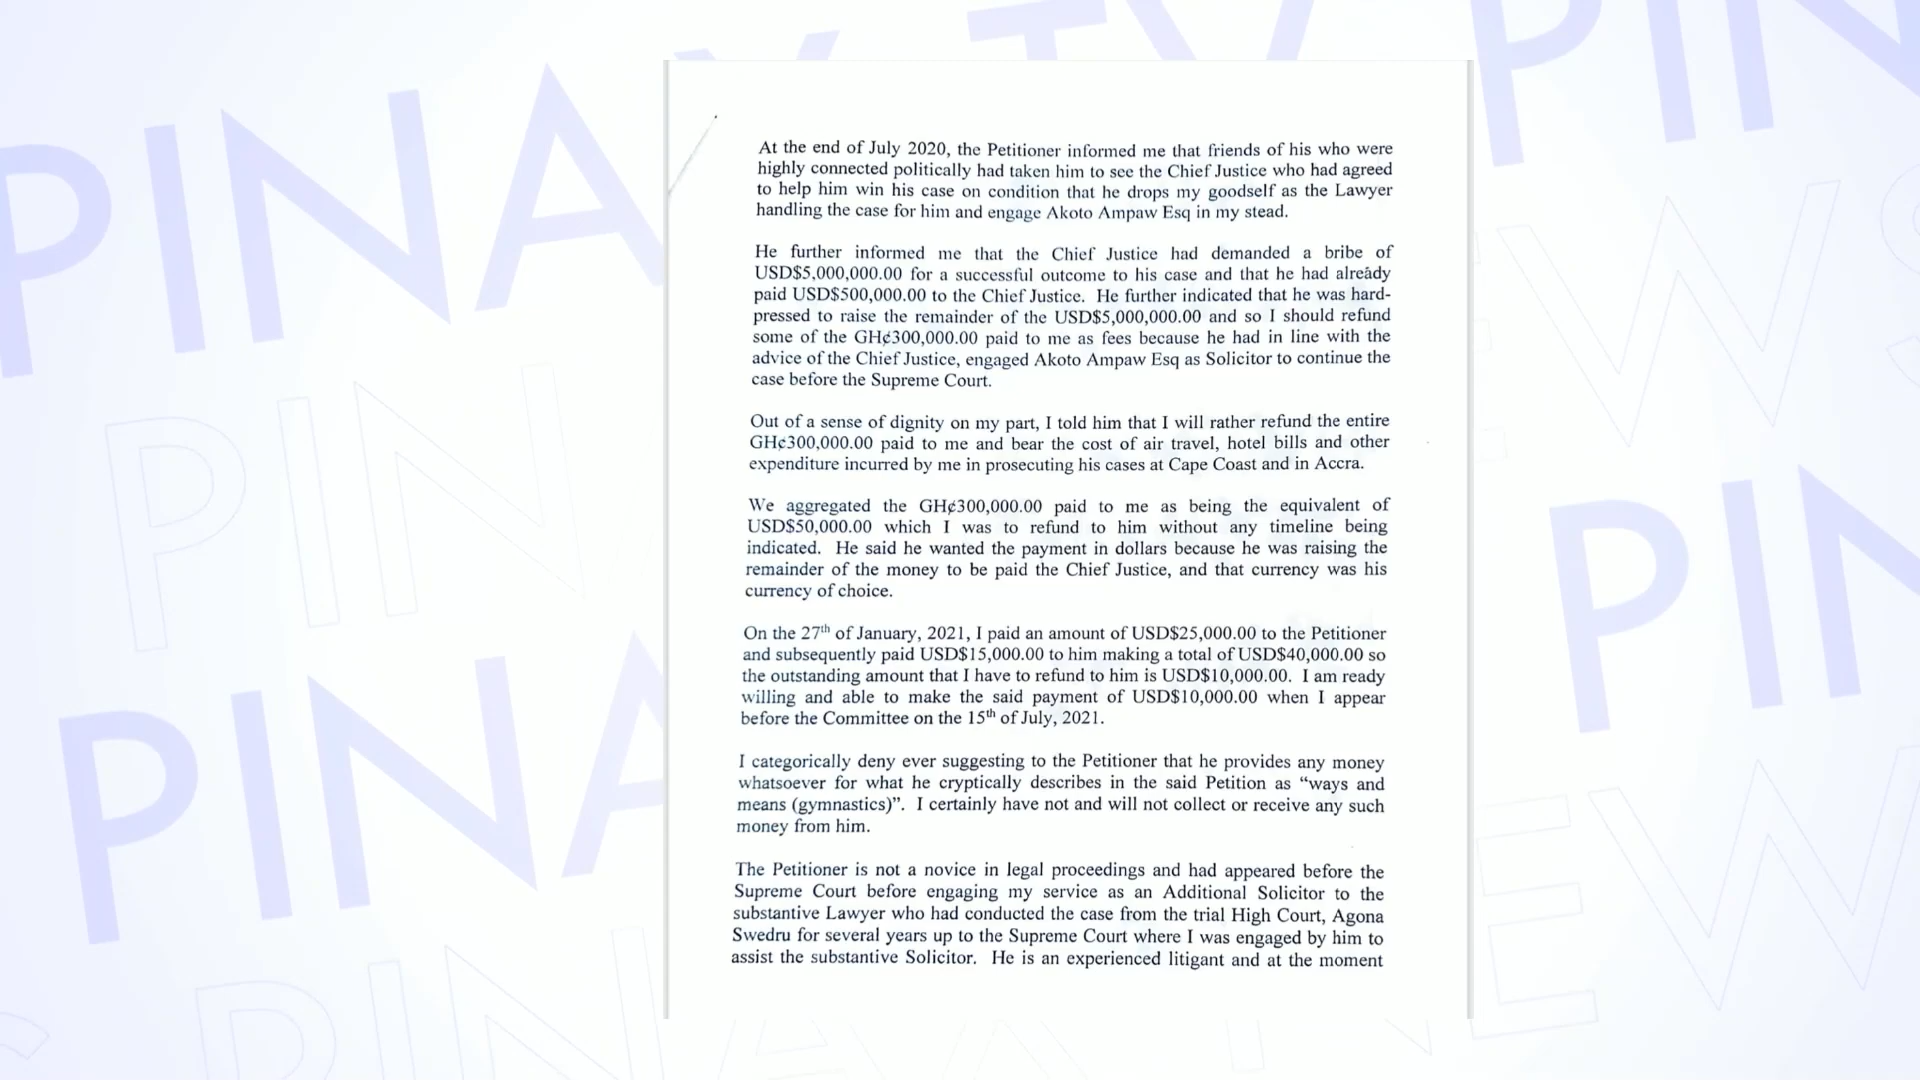 PINAX TV PIN
PINA
PIN
PINA
PIN
NEWS
NEW
PINAX NEW
At the end of July 2020, the Petitioner informed me that friends of his who were
highly connected politically had taken him to see the Chief Justice who had agreed
to help him win his case on condition that he drops my goodself as the Lawyer
handling the case for him and engage Akoto Ampaw Esq in my stead.
He further informed me that the Chief Justice had demanded a bribe of
USD$5,000,000.00 for a successful outcome to his case and that he had already
paid USD$500,000.00 to the Chief Justice. He further indicated that he was hard-
pressed to raise the remainder of the USD$5,000,000.00 and so I should refund
some of the GH¢300,000.00 paid to me as fees because he had in line with the
advice of the Chief Justice, engaged Akoto Ampaw Esq as Solicitor to continue the
case before the Supreme Court.
Out of a sense of dignity on my part, I told him that I will rather refund the entire
GH¢300,000.00 paid to me and bear the cost of air travel, hotel bills and other
expenditure incurred by me in prosecuting his cases at Cape Coast and in Accra.
We aggregated the GH¢300,000.00 paid to me as being the equivalent of
USD$50,000.00 which I was to refund to him without any timeline being
indicated. He said he wanted the payment in dollars because he was raising the
remainder of the money to be paid the Chief Justice, and that currency was his
currency of choice.
On the 27th of January, 2021, I paid an amount of USD$25,000.00 to the Petitioner
and subsequently paid USD$15,000.00 to him making a total of USD$40,000.00 so
the outstanding amount that I have to refund to him is USD$10,000.00. I am ready
willing and able to make the said payment of USD$10,000.00 when I appear
before the Committee on the 15th of July, 2021.
I categorically deny ever suggesting to the Petitioner that he provides any money
whatsoever for what he cryptically describes in the said Petition as “ways and
means (gymnastics)”. I certainly have not and will not collect or receive any such
money from him.
The Petitioner is not a novice in legal proceedings and had appeared before the
Supreme Court before engaging my service as an Additional Solicitor to the
substantive Lawyer who had conducted the case from the trial High Court, Agona
Swedru for several years up to the Supreme Court where I was engaged by him to
assist the substantive Solicitor. He is an experienced litigant and at the moment